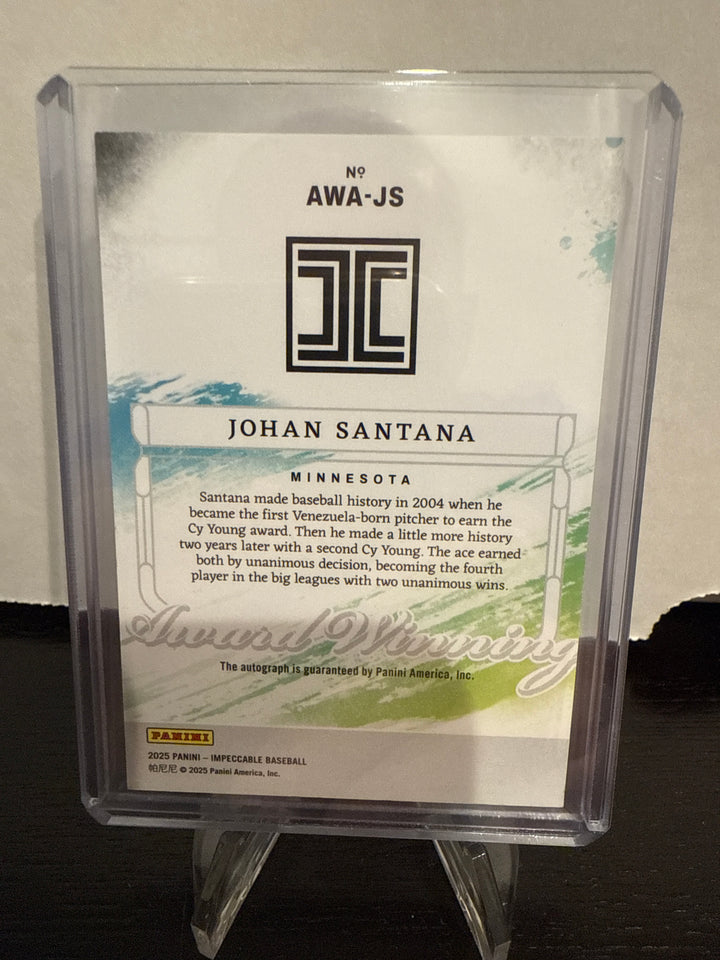 Nº
AWA-JS
JOHAN SANTANA
MINNESOTA
Santana made baseball history in 2004 when he
became the first Venezuela-born pitcher to earn the
Cy Young award. Then he made a little more history
two years later with a second Cy Young. The ace earned
both by unanimous decision, becoming the fourth
player in the big leagues with two unanimous wins.
Award Winning
The autograph is guaranteed by Panini America, Inc.
PANINI
2025 PANINI – IMPECCABLE BASEBALL
帕尼尼 © 2025 Panini America, Inc.